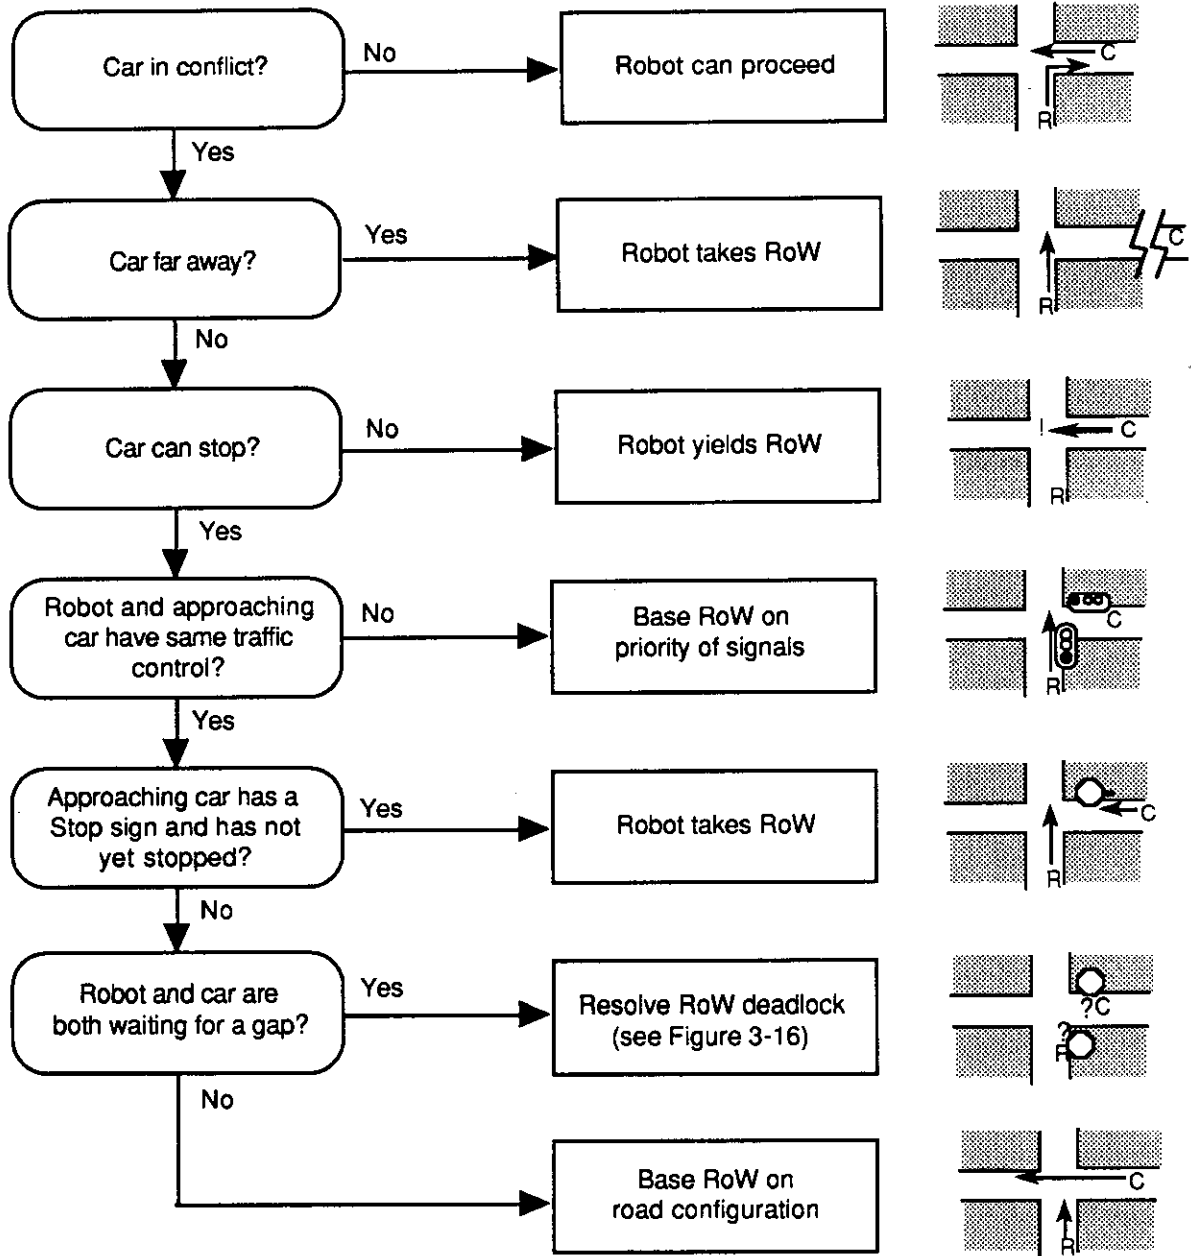 Car in conflict?
No
Robot can proceed
C
R
Yes
Car far away?
Yes
Robot takes RoW
C
R
No
Car can stop?
No
Robot yields RoW
!
C
R
Yes
Robot and approaching
car have same traffic
control?
No
Base RoW on
priority of signals
C
R
Yes
Approaching car has a
Stop sign and has not
yet stopped?
Yes
Robot takes RoW
C
R
No
Robot and car are
both waiting for a gap?
Yes
Resolve RoW deadlock
(see Figure 3-16)
?C
?
R
No
Base RoW on
road configuration
C
R